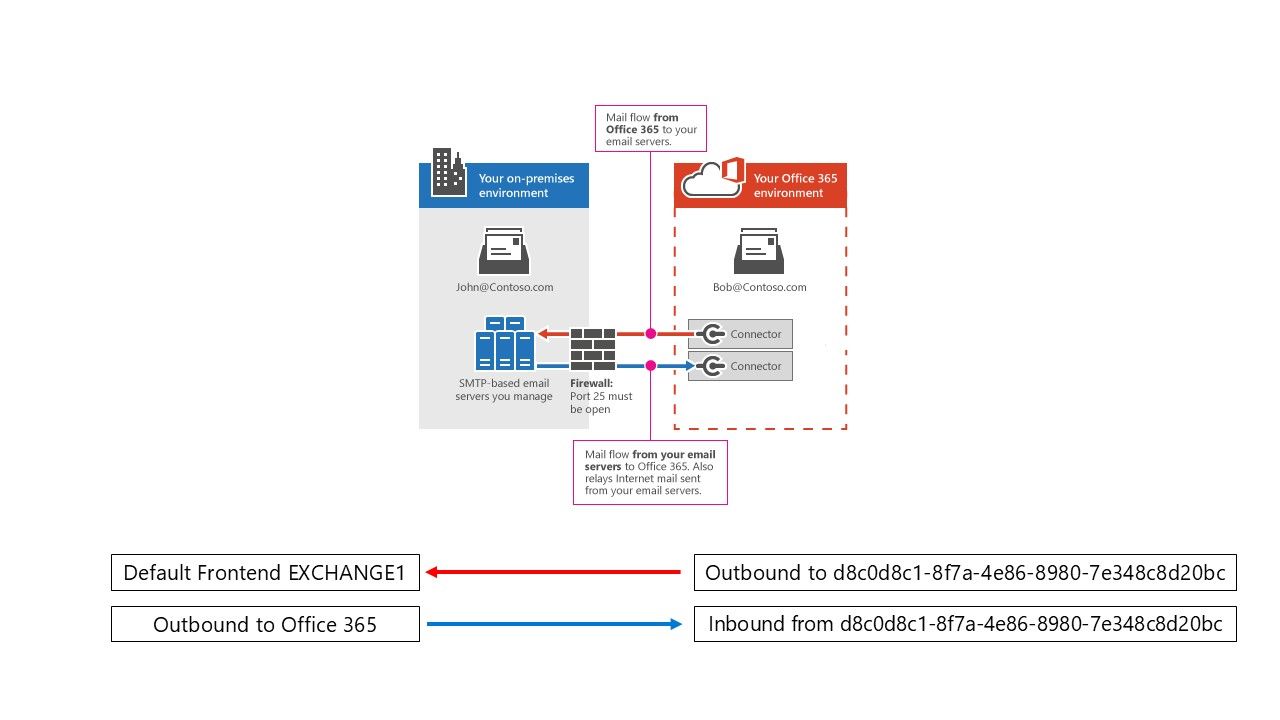 Mail flow from
Office 365 to your
email servers.
Your on-premises
environment
Your Office 365
environment
John@Contoso.com
Bob@Contoso.com
Connector
Connector
SMTP-based email
servers you manage
Firewall:
Port 25 must
be open
Mail flow from your email
servers to Office 365. Also
relays Internet mail sent
from your email servers.
Default Frontend EXCHANGE1
Outbound to d8c0d8c1-8f7a-4e86-8980-7e348c8d20bc
Outbound to Office 365
Inbound from d8c0d8c1-8f7a-4e86-8980-7e348c8d20bc